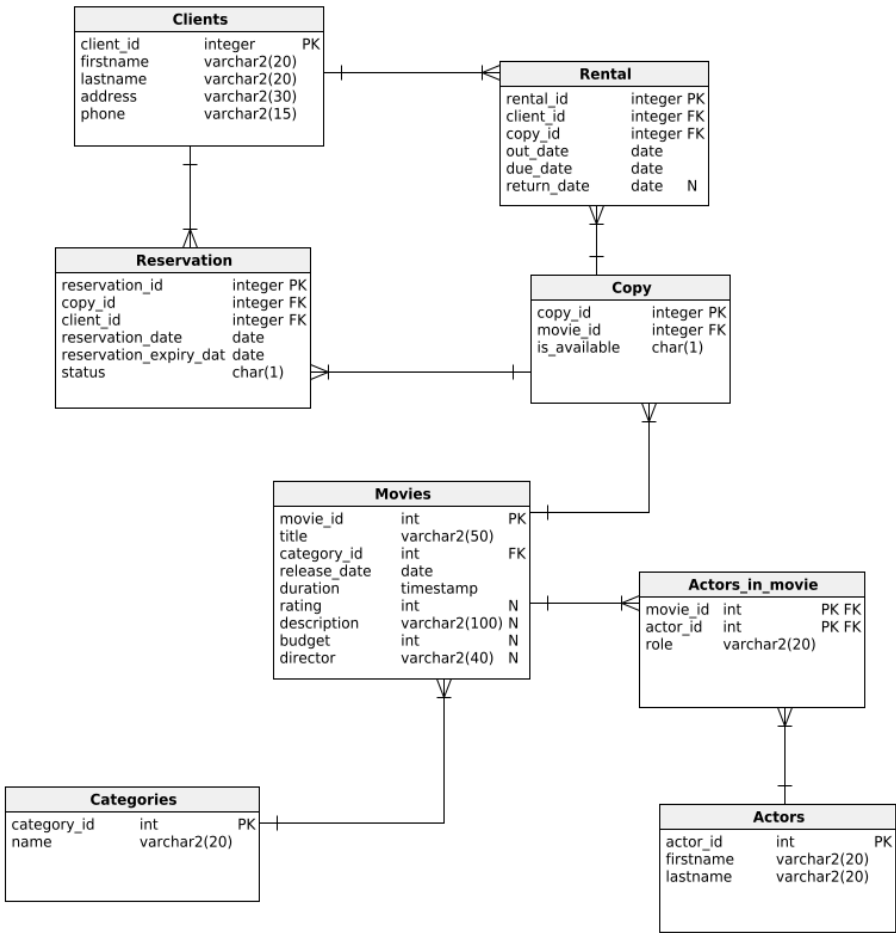 Clients
client_id integer PK
firstname varchar2(20)
lastname varchar2(20)
address varchar2(30)
phone varchar2(15)
Rental
rental_id integer PK
client_id integer FK
copy_id integer FK
out_date date
due_date date
return_date date N
Reservation
reservation_id integer PK
copy_id integer FK
client_id integer FK
reservation_date date
reservation_expiry_dat date
status char(1)
Copy
copy_id integer PK
movie_id integer FK
is_available char(1)
Movies
movie_id int PK
title varchar2(50)
category_id int FK
release_date date
duration timestamp
rating int N
description varchar2(100) N
budget int N
director varchar2(40) N
Actors_in_movie
movie_id int PK FK
actor_id int PK FK
role varchar2(20)
Categories
category_id int PK
name varchar2(20)
Actors
actor_id int PK
firstname varchar2(20)
lastname varchar2(20)